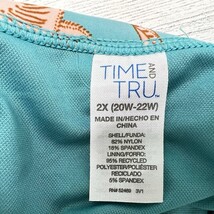 TIME AND
TRU.
2X (20W-22W)
MADE IN/HECHO EN
CHINA
SHELL/FUNDA:
82% NYLON
18% SPANDEX
LINING/FORRO:
95% RECYCLED
POLYESTER/POLIÉSTER
RECICLADO
5% SPANDEX
RN# 52469 3V1